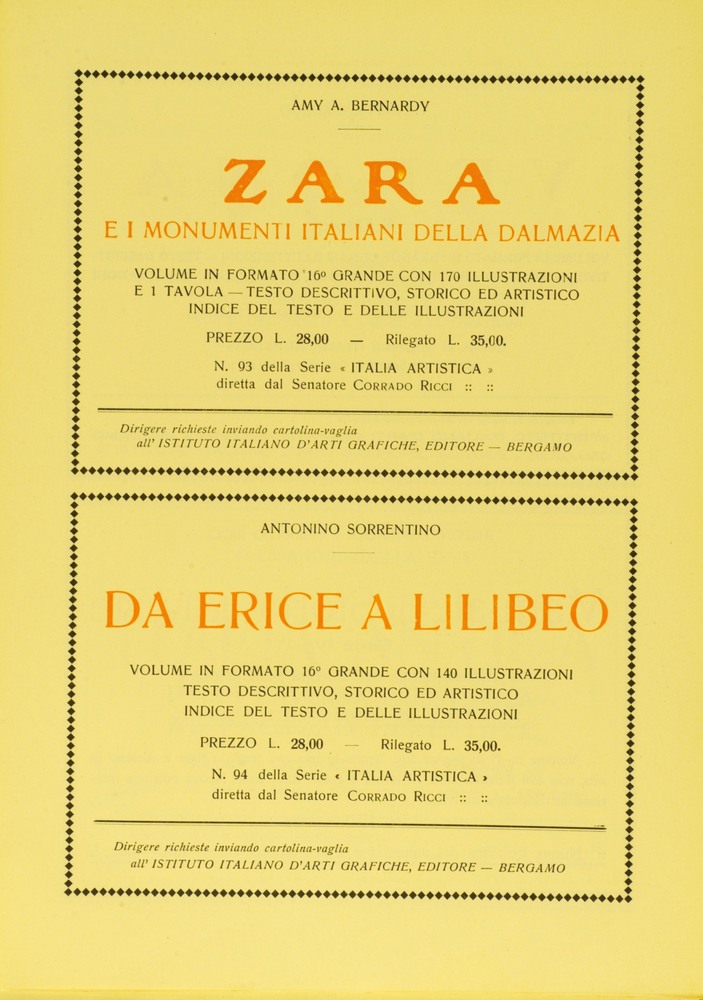 AMY A. BERNARDY
ZARA
E I MONUMENTI ITALIANI DELLA DALMAZIA
VOLUME IN FORMATO 16º GRANDE CON 170 ILLUSTRAZIONI
E 1 TAVOLA — TESTO DESCRITTIVO, STORICO ED ARTISTICO
INDICE DEL TESTO E DELLE ILLUSTRAZIONI
PREZZO L. 28,00 — Rilegato L. 35,00.
N. 93 della Serie « ITALIA ARTISTICA »
diretta dal Senatore CORRADO RICCI :: ::
Dirigere richieste inviando cartolina-vaglia
all' ISTITUTO ITALIANO D'ARTI GRAFICHE, EDITORE — BERGAMO
ANTONINO SORRENTINO
DA ERICE A LILIBEO
VOLUME IN FORMATO 16º GRANDE CON 140 ILLUSTRAZIONI
TESTO DESCRITTIVO, STORICO ED ARTISTICO
INDICE DEL TESTO E DELLE ILLUSTRAZIONI
PREZZO L. 28,00 — Rilegato L. 35,00.
N. 94 della Serie « ITALIA ARTISTICA »
diretta dal Senatore CORRADO RICCI :: ::
Dirigere richieste inviando cartolina-vaglia
all' ISTITUTO ITALIANO D'ARTI GRAFICHE, EDITORE — BERGAMO